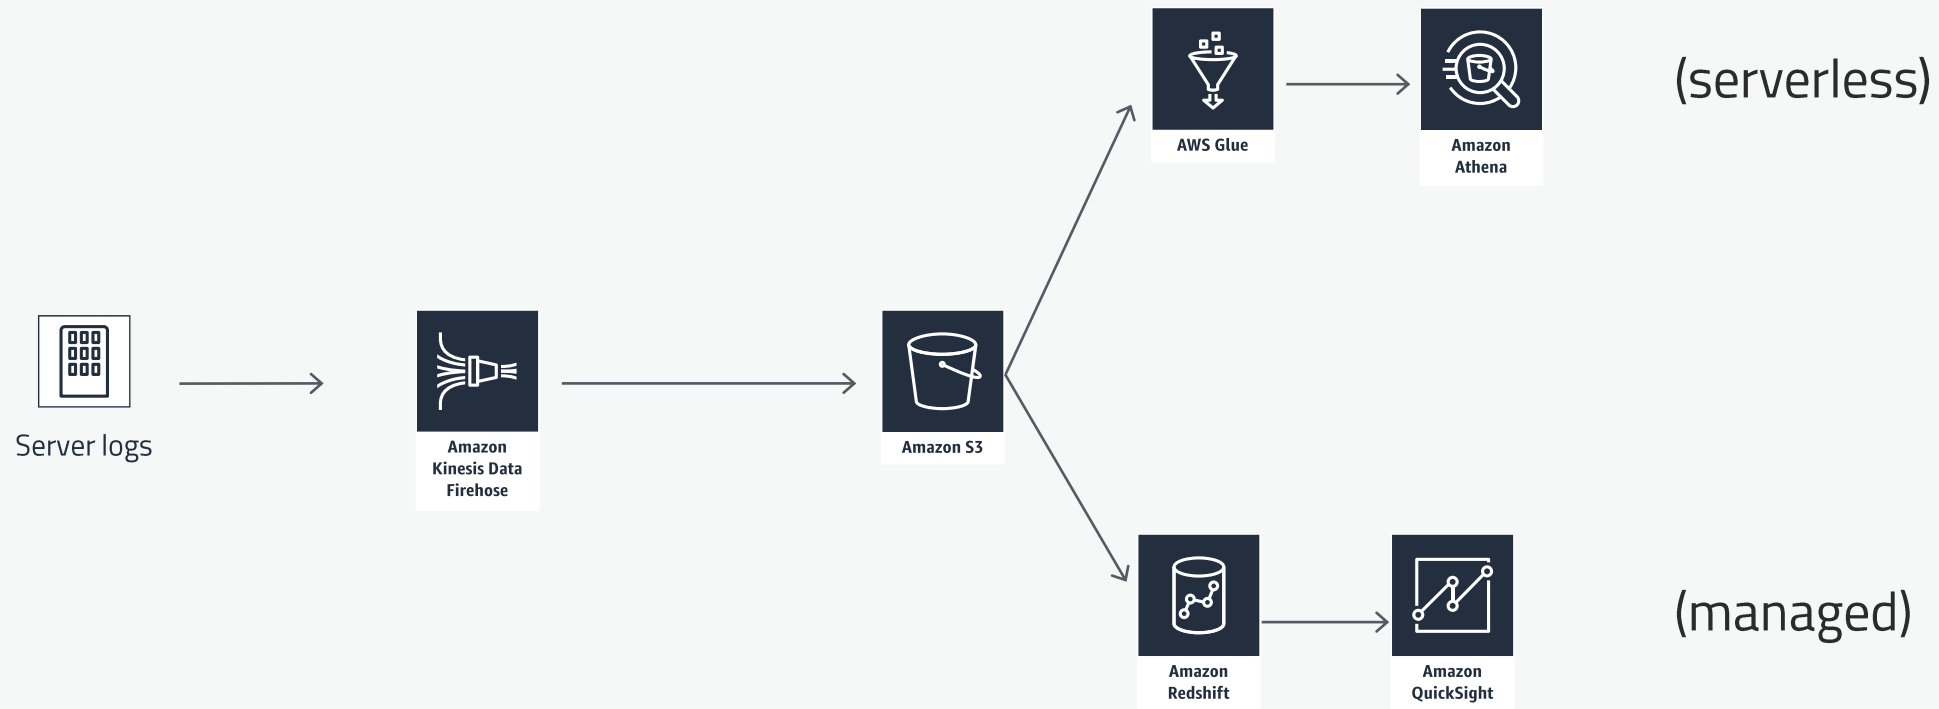 (serverless)
AWS Glue
Amazon
Athena
Server logs
Amazon
Kinesis Data
Firehose
Amazon S3
(managed)
Amazon
Redshift
Amazon
QuickSight